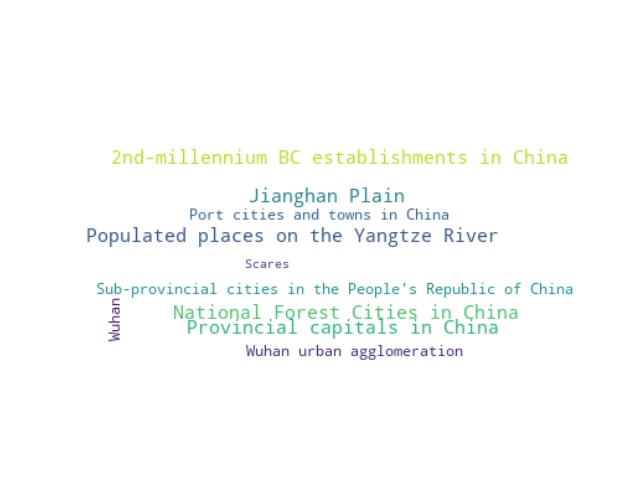 2nd-millennium BC establishments in China
Jianghan Plain
Port cities and towns in China
Populated places on the Yangtze River
Scares
Sub-provincial cities in the People's Republic of China
Wuhan
National Forest Cities in China
Provincial capitals in China
Wuhan urban agglomeration